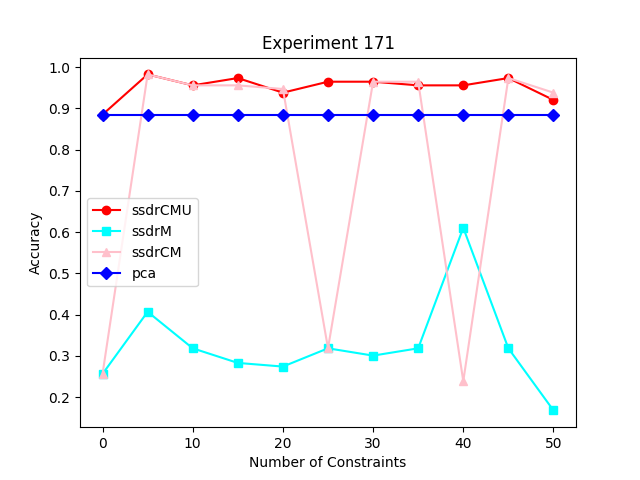 Experiment 171
Accuracy
1.0
0.9
0.8
0.7
0.6
0.5
0.4
0.3
0.2
ssdrCMU
ssdrM
ssdrCM
pca
0 10 20 30 40 50
Number of Constraints